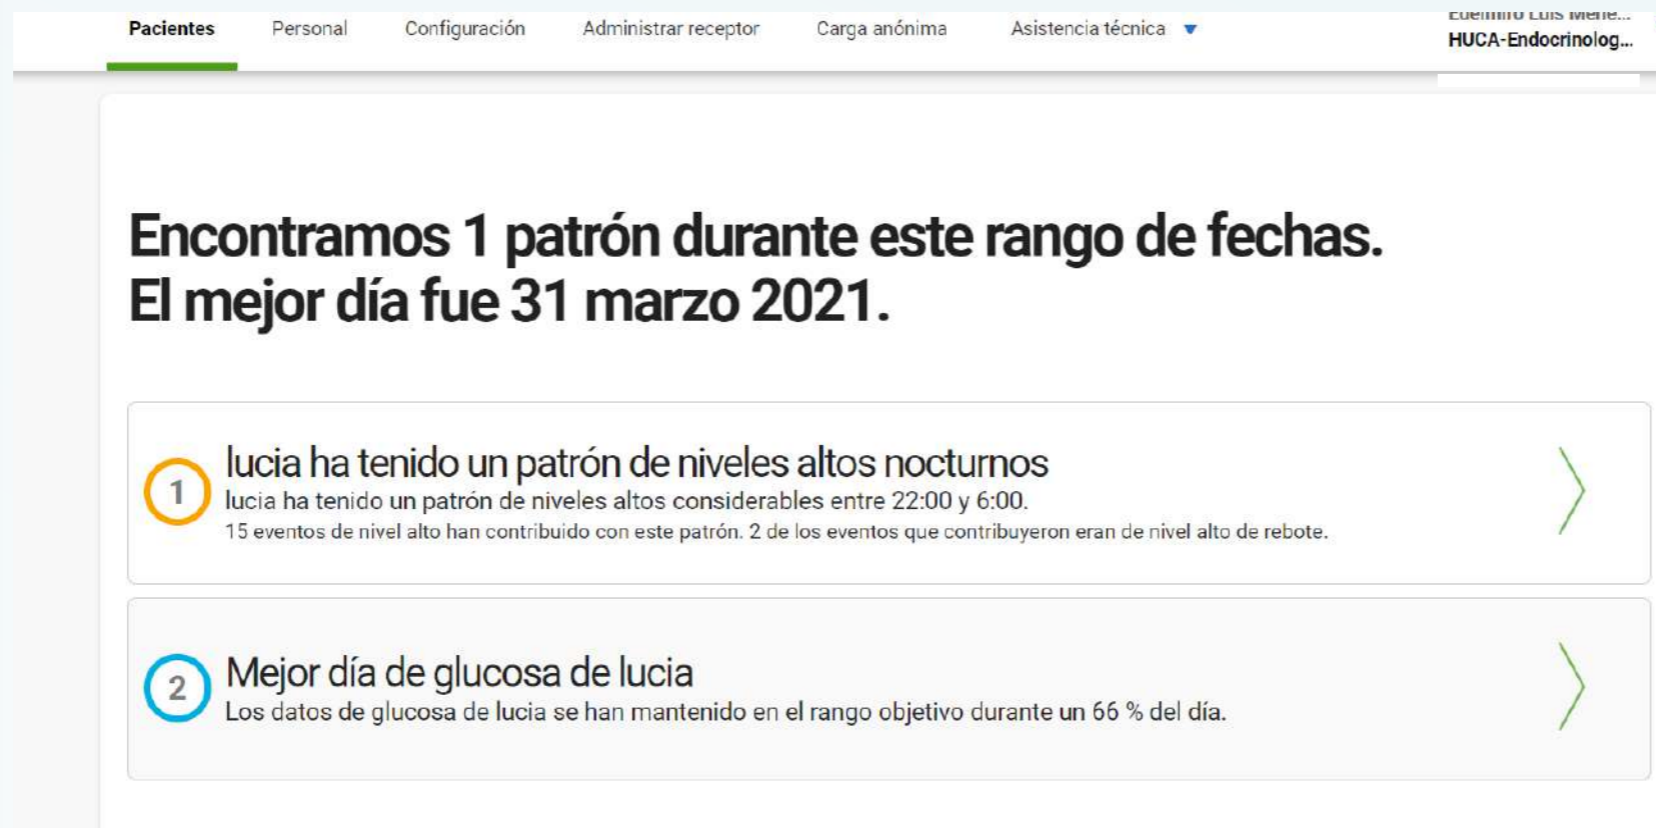 Pacientes Personal Configuración Administrar receptor Carga anónima Asistencia técnica
Edelmiro Luis Mene...
HUCA-Endocrinolog...
Encontramos 1 patrón durante este rango de fechas.
El mejor día fue 31 marzo 2021.
1
lucia ha tenido un patrón de niveles altos nocturnos
lucia ha tenido un patrón de niveles altos considerables entre 22:00 y 6:00.
15 eventos de nivel alto han contribuido con este patrón. 2 de los eventos que contribuyeron eran de nivel alto de rebote.
2
Mejor día de glucosa de lucia
Los datos de glucosa de lucia se han mantenido en el rango objetivo durante un 66 % del día.